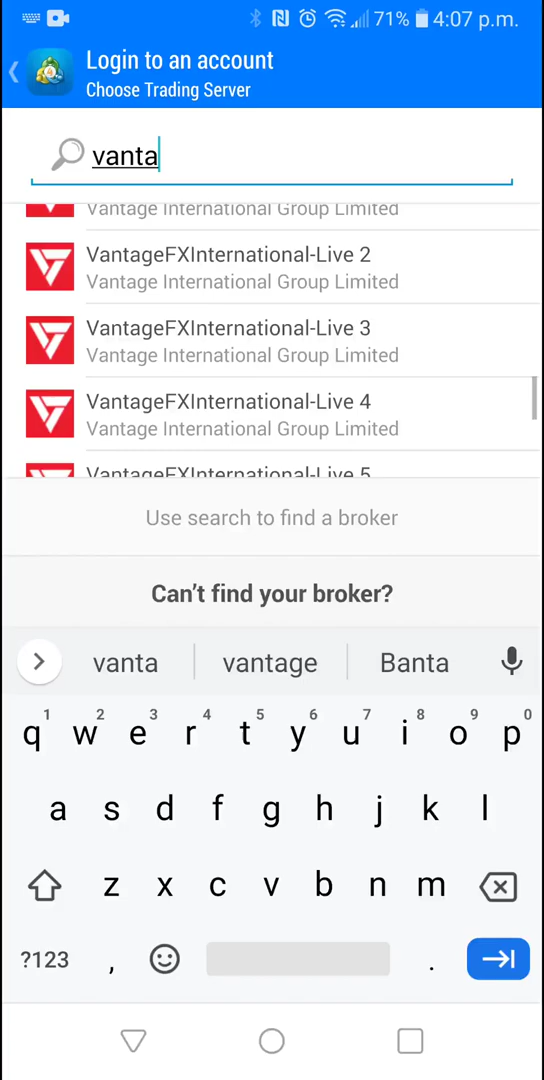 71% 4:07 p.m.
Login to an account
Choose Trading Server
vanta
Vantage International Group Limited
VantageFXInternational-Live 2
Vantage International Group Limited
VantageFXInternational-Live 3
Vantage International Group Limited
VantageFXInternational-Live 4
Vantage International Group Limited
VantageFXInternational-Live 5
Use search to find a broker
Can't find your broker?
vanta vantage Banta
1 2 3 4 5 6 7 8 9 0
q w e r t y u i o p
a s d f g h j k l
z x c v b n m
?123 , .